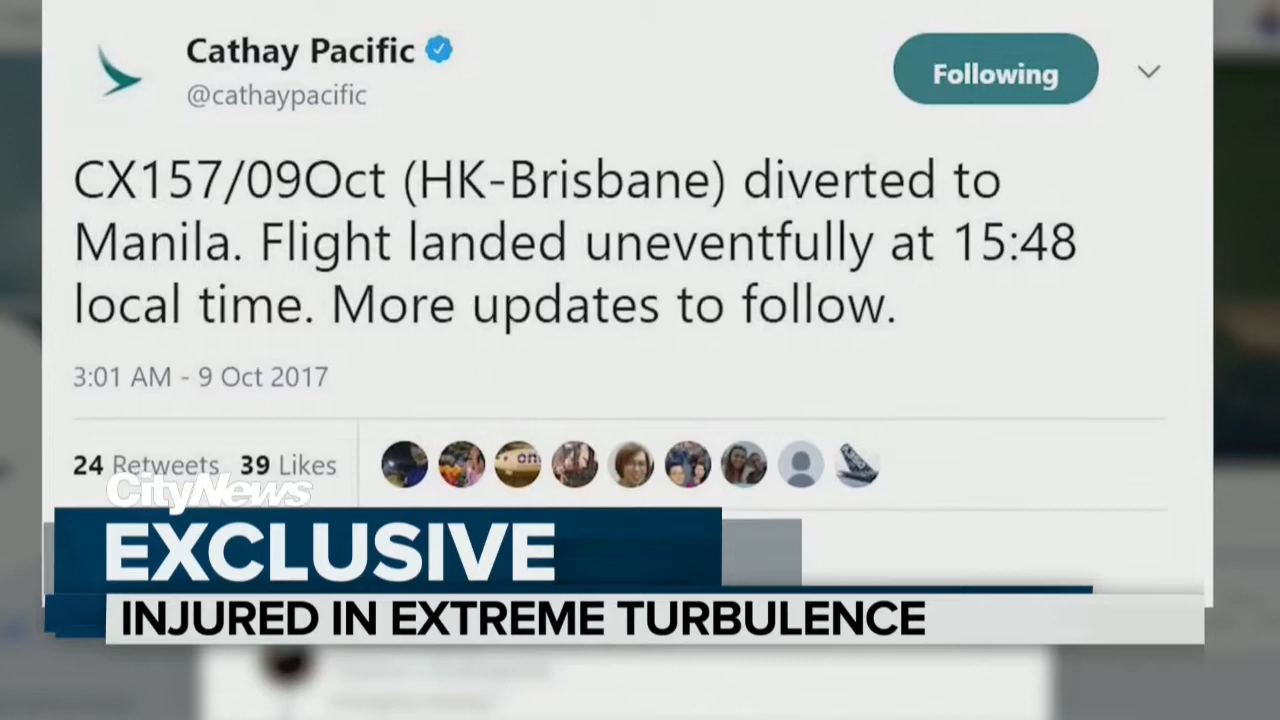 Cathay Pacific
@cathaypacific
Following
CX157/09Oct (HK-Brisbane) diverted to
Manila. Flight landed uneventfully at 15:48
local time. More updates to follow.
3:01 AM - 9 Oct 2017
24 Retweets 39 Likes
on
CityNews
EXCLUSIVE
INJURED IN EXTREME TURBULENCE